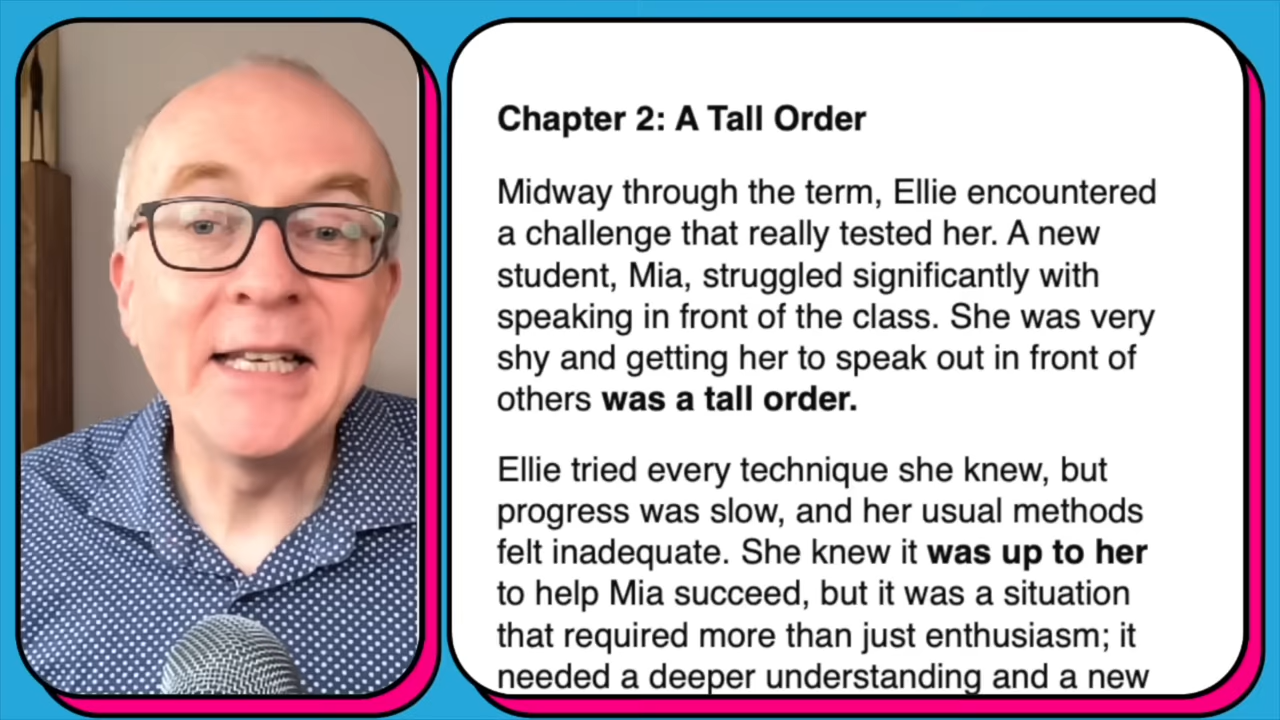 Chapter 2: A Tall Order
Midway through the term, Ellie encountered
a challenge that really tested her. A new
student, Mia, struggled significantly with
speaking in front of the class. She was very
shy and getting her to speak out in front of
others was a tall order.
Ellie tried every technique she knew, but
progress was slow, and her usual methods
felt inadequate. She knew it was up to her
to help Mia succeed, but it was a situation
that required more than just enthusiasm; it
needed a deeper understanding and a new